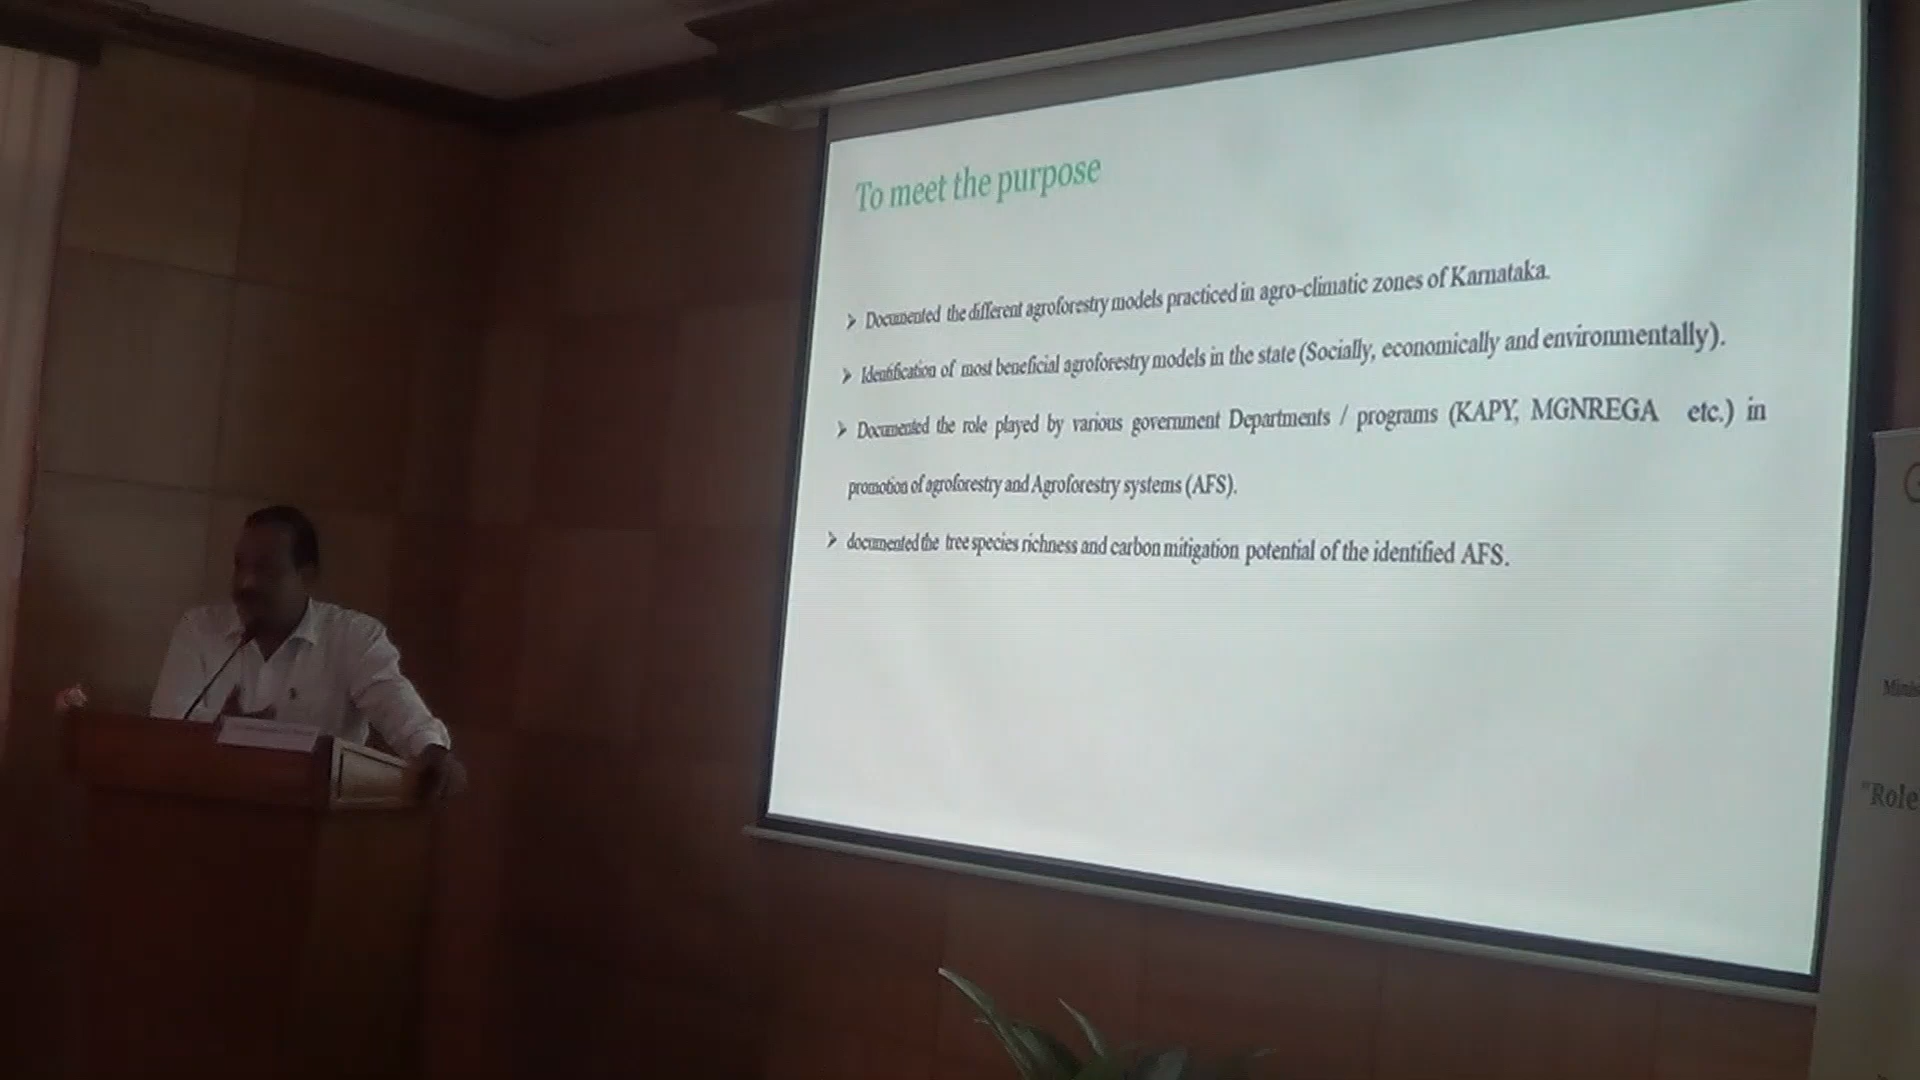 To meet the purpose
➢ Documented the different agroforestry models practiced in agro-climatic zones of Karnataka.
➢ Identification of most beneficial agroforestry models in the state (Socially, economically and environmentally).
➢ Documented the role played by various government Departments / programs (KAPY, MGNREGA etc.) in
promotion of agroforestry and Agroforestry systems (AFS).
➢ documented the tree species richness and carbon mitigation potential of the identified AFS.
"Role